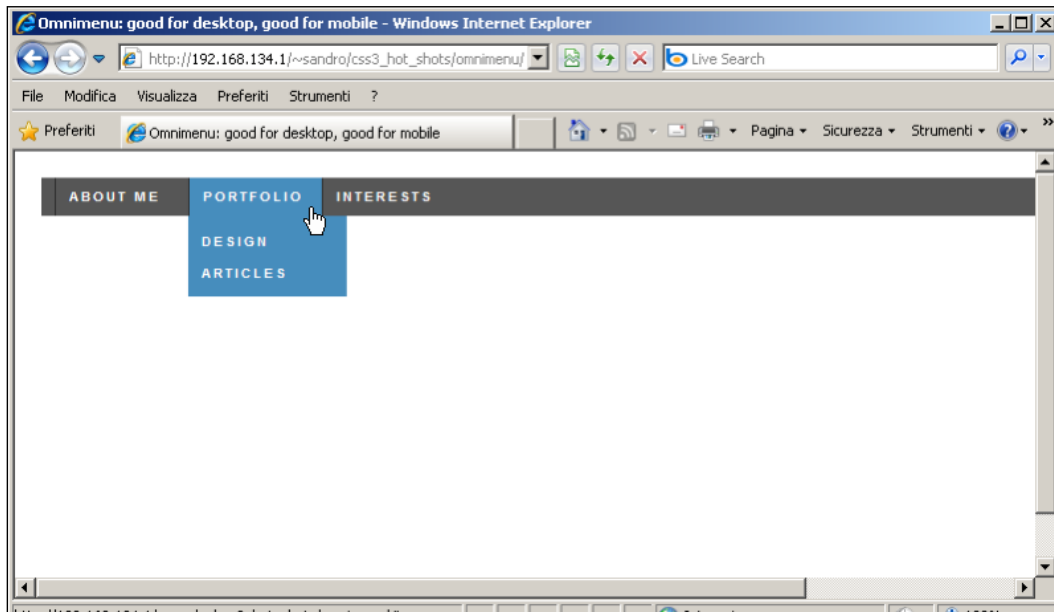 Omnimenu: good for desktop, good for mobile - Windows Internet Explorer
http://192.168.134.1/~sandro/css3_hot_shots/omnimenu/
Live Search
File Modifica Visualizza Preferiti Strumenti ?
Preferiti Omnimenu: good for desktop, good for mobile Pagina Sicurezza Strumenti »
ABOUT ME PORTFOLIO INTERESTS
DESIGN
ARTICLES